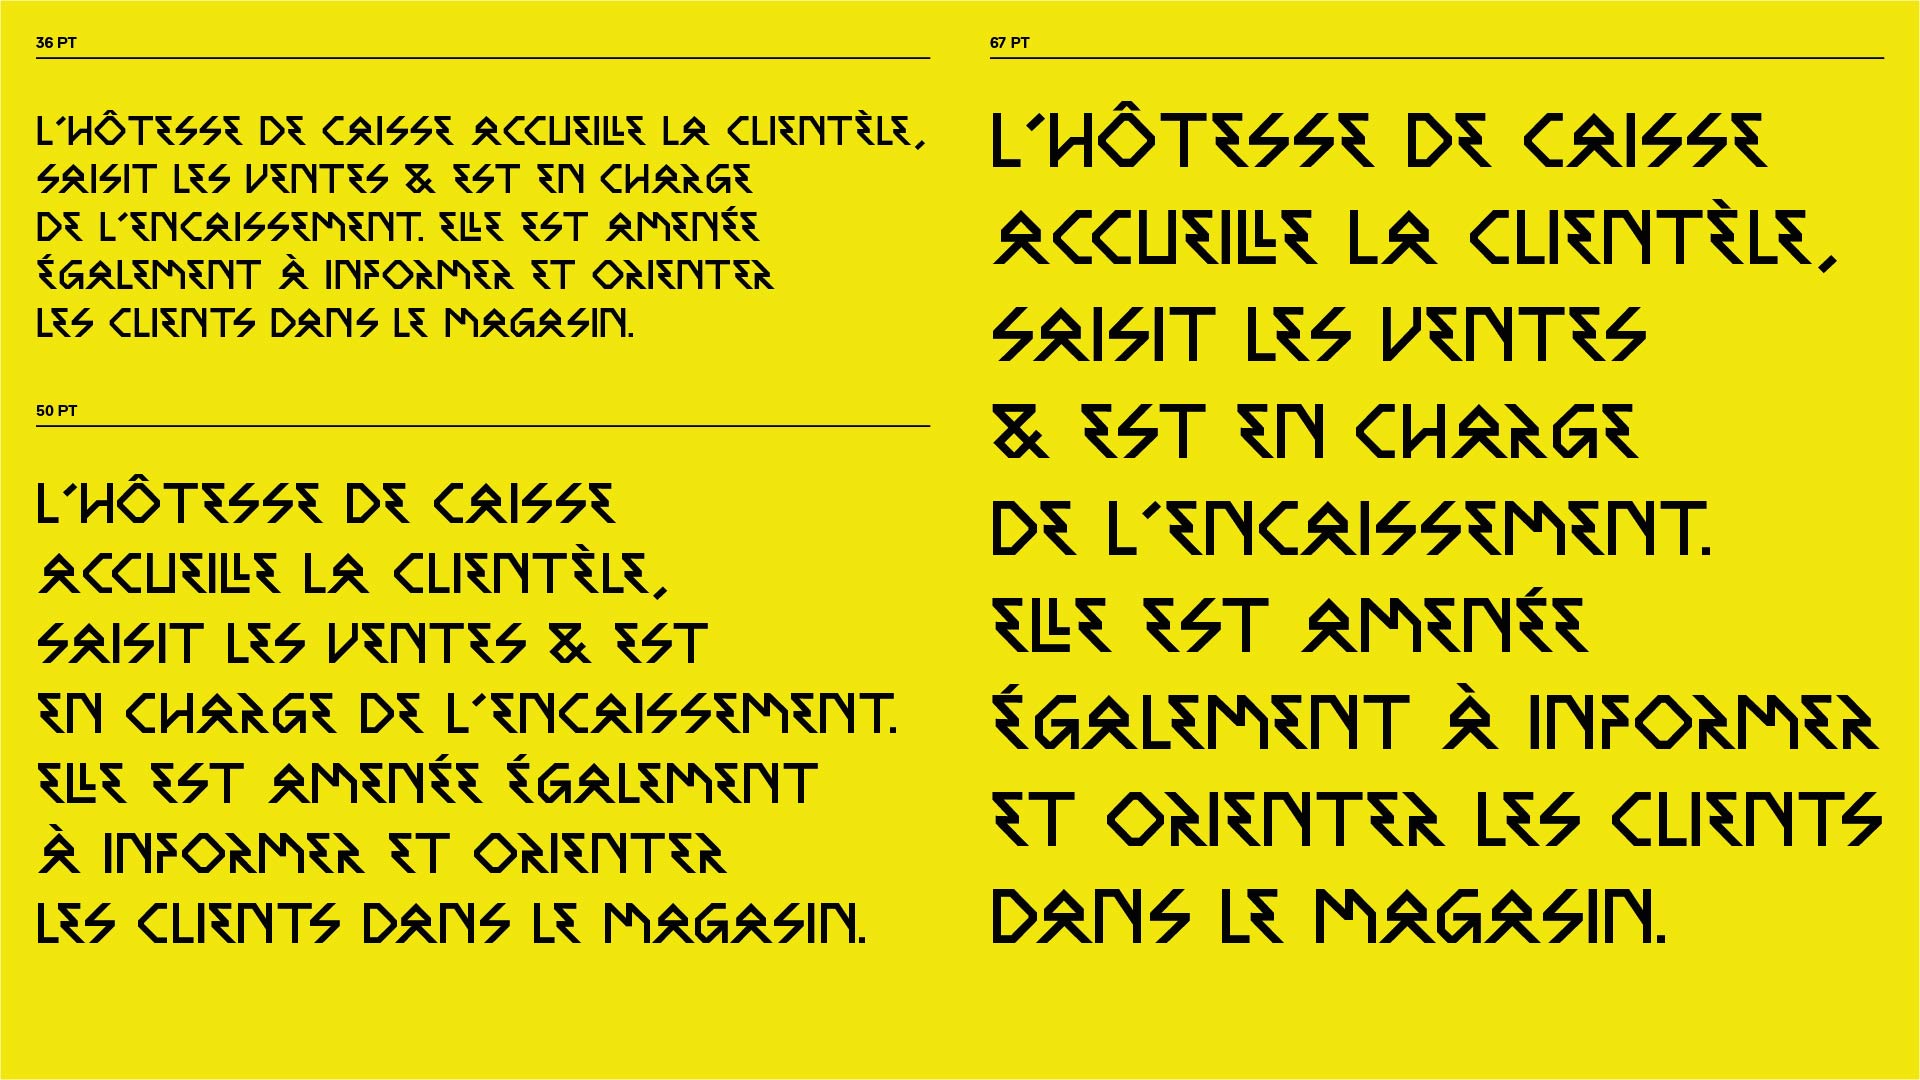 36 PT
L'HÔTESSE DE CAISSE ACCUEILLE LA CLIENTÈLE,
SAISIT LES VENTES & EST EN CHARGE
DE L'ENCAISSEMENT. ELLE EST AMENÉE
ÉGALEMENT À INFORMER ET ORIENTER
LES CLIENTS DANS LE MAGASIN.
50 PT
L'HÔTESSE DE CAISSE
ACCUEILLE LA CLIENTÈLE,
SAISIT LES VENTES & EST
EN CHARGE DE L'ENCAISSEMENT.
ELLE EST AMENÉE ÉGALEMENT
À INFORMER ET ORIENTER
LES CLIENTS DANS LE MAGASIN.
67 PT
L'HÔTESSE DE CAISSE
ACCUEILLE LA CLIENTÈLE,
SAISIT LES VENTES
& EST EN CHARGE
DE L'ENCAISSEMENT.
ELLE EST AMENÉE
ÉGALEMENT À INFORMER
ET ORIENTER LES CLIENTS
DANS LE MAGASIN.